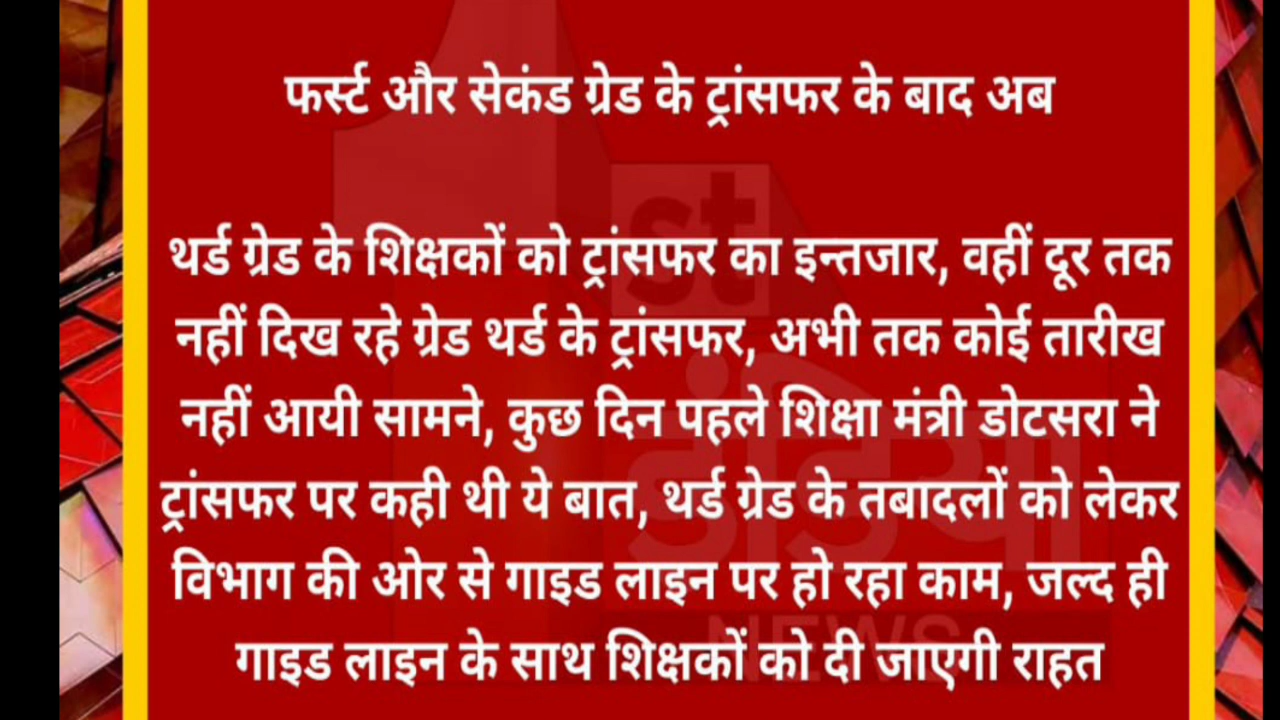 फर्स्ट और सेकंड ग्रेड के ट्रांसफर के बाद अब
थर्ड ग्रेड के शिक्षकों को ट्रांसफर का इन्तजार, वहीं दूर तक
नहीं दिख रहे ग्रेड थर्ड के ट्रांसफर, अभी तक कोई तारीख
नहीं आयी सामने, कुछ दिन पहले शिक्षा मंत्री डोटसरा ने
ट्रांसफर पर कही थी ये बात, थर्ड ग्रेड के तबादलों को लेकर
विभाग की ओर से गाइड लाइन पर हो रहा काम, जल्द ही
गाइड लाइन के साथ शिक्षकों को दी जाएगी राहत
st
इंडिया
NEWS